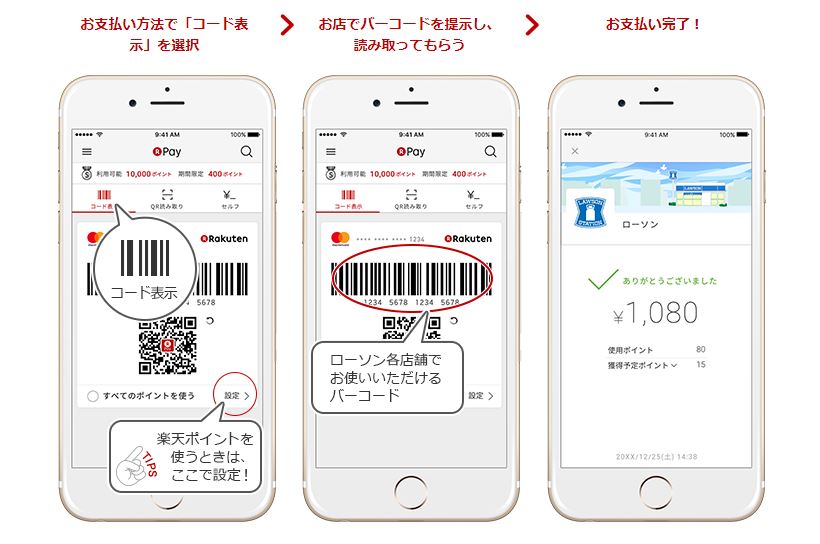 お支払い方法で「コード表
示」を選択
お店でバーコードを提示し、
読み取ってもらう
お支払い完了！
9:41 AM
100%
R Pay
利用可能 10,000ポイント 期間限定 400ポイント
コード表示
QR読み取り
セルフ
Rakuten
コード表示
5678
すべてのポイントを使う
設定
TIPS
楽天ポイントを
使うときは、
ここで設定！
9:41 AM
100%
R Pay
利用可能 10,000ポイント 期間限定 400ポイント
コード表示
QR読み取り
セルフ
1234
Rakuten
1234 5678 1234 5678
ローソン各店舗で
お使いいただける
バーコード
設定
9:41 AM
100%
LAWSON
LAWSON
STATION
ローソン
ありがとうございました
¥1,080
使用ポイント 80
獲得予定ポイント 15
20XX/12/25(土) 14:38